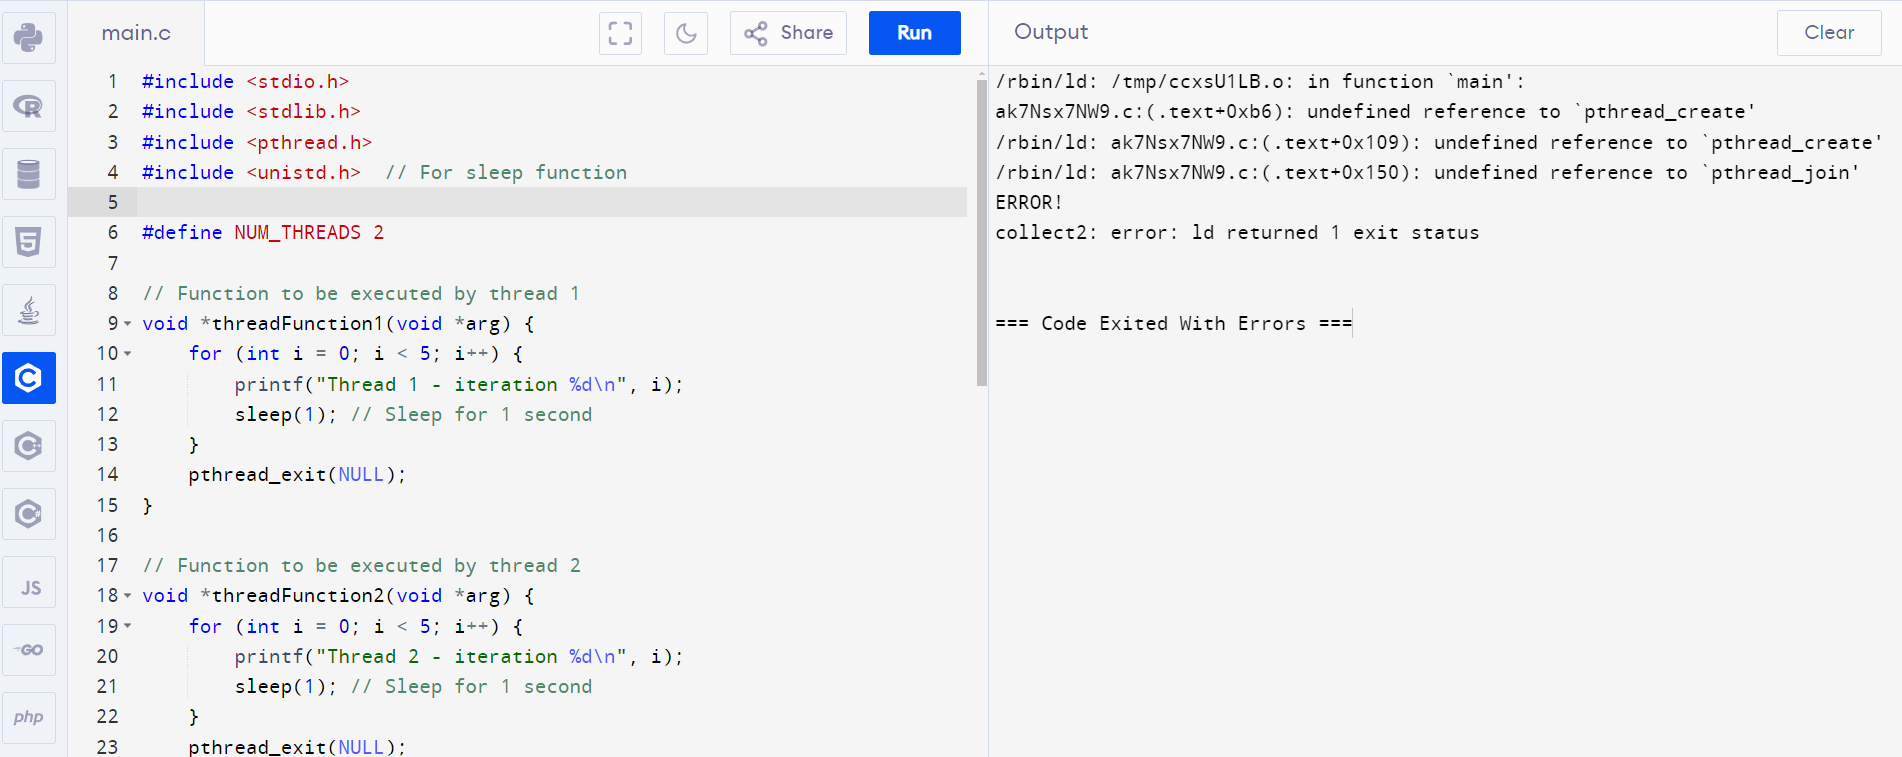 main.c
Share
Run
Output
Clear
1 #include <stdio.h>
2 #include <stdlib.h>
3 #include <pthread.h>
4 #include <unistd.h>  // For sleep function
5
6 #define NUM_THREADS 2
7
8 // Function to be executed by thread 1
9 void *threadFunction1(void *arg) {
10     for (int i = 0; i < 5; i++) {
11         printf("Thread 1 - iteration %d\n", i);
12         sleep(1); // Sleep for 1 second
13     }
14     pthread_exit(NULL);
15 }
16
17 // Function to be executed by thread 2
18 void *threadFunction2(void *arg) {
19     for (int i = 0; i < 5; i++) {
20         printf("Thread 2 - iteration %d\n", i);
21         sleep(1); // Sleep for 1 second
22     }
23     pthread_exit(NULL);
/rbin/ld: /tmp/ccxsU1LB.o: in function `main':
ak7Nsx7NW9.c:(.text+0xb6): undefined reference to `pthread_create'
/rbin/ld: ak7Nsx7NW9.c:(.text+0x109): undefined reference to `pthread_create'
/rbin/ld: ak7Nsx7NW9.c:(.text+0x150): undefined reference to `pthread_join'
ERROR!
collect2: error: ld returned 1 exit status
=== Code Exited With Errors ===
R
5
C
C++
C#
JS
GO
php